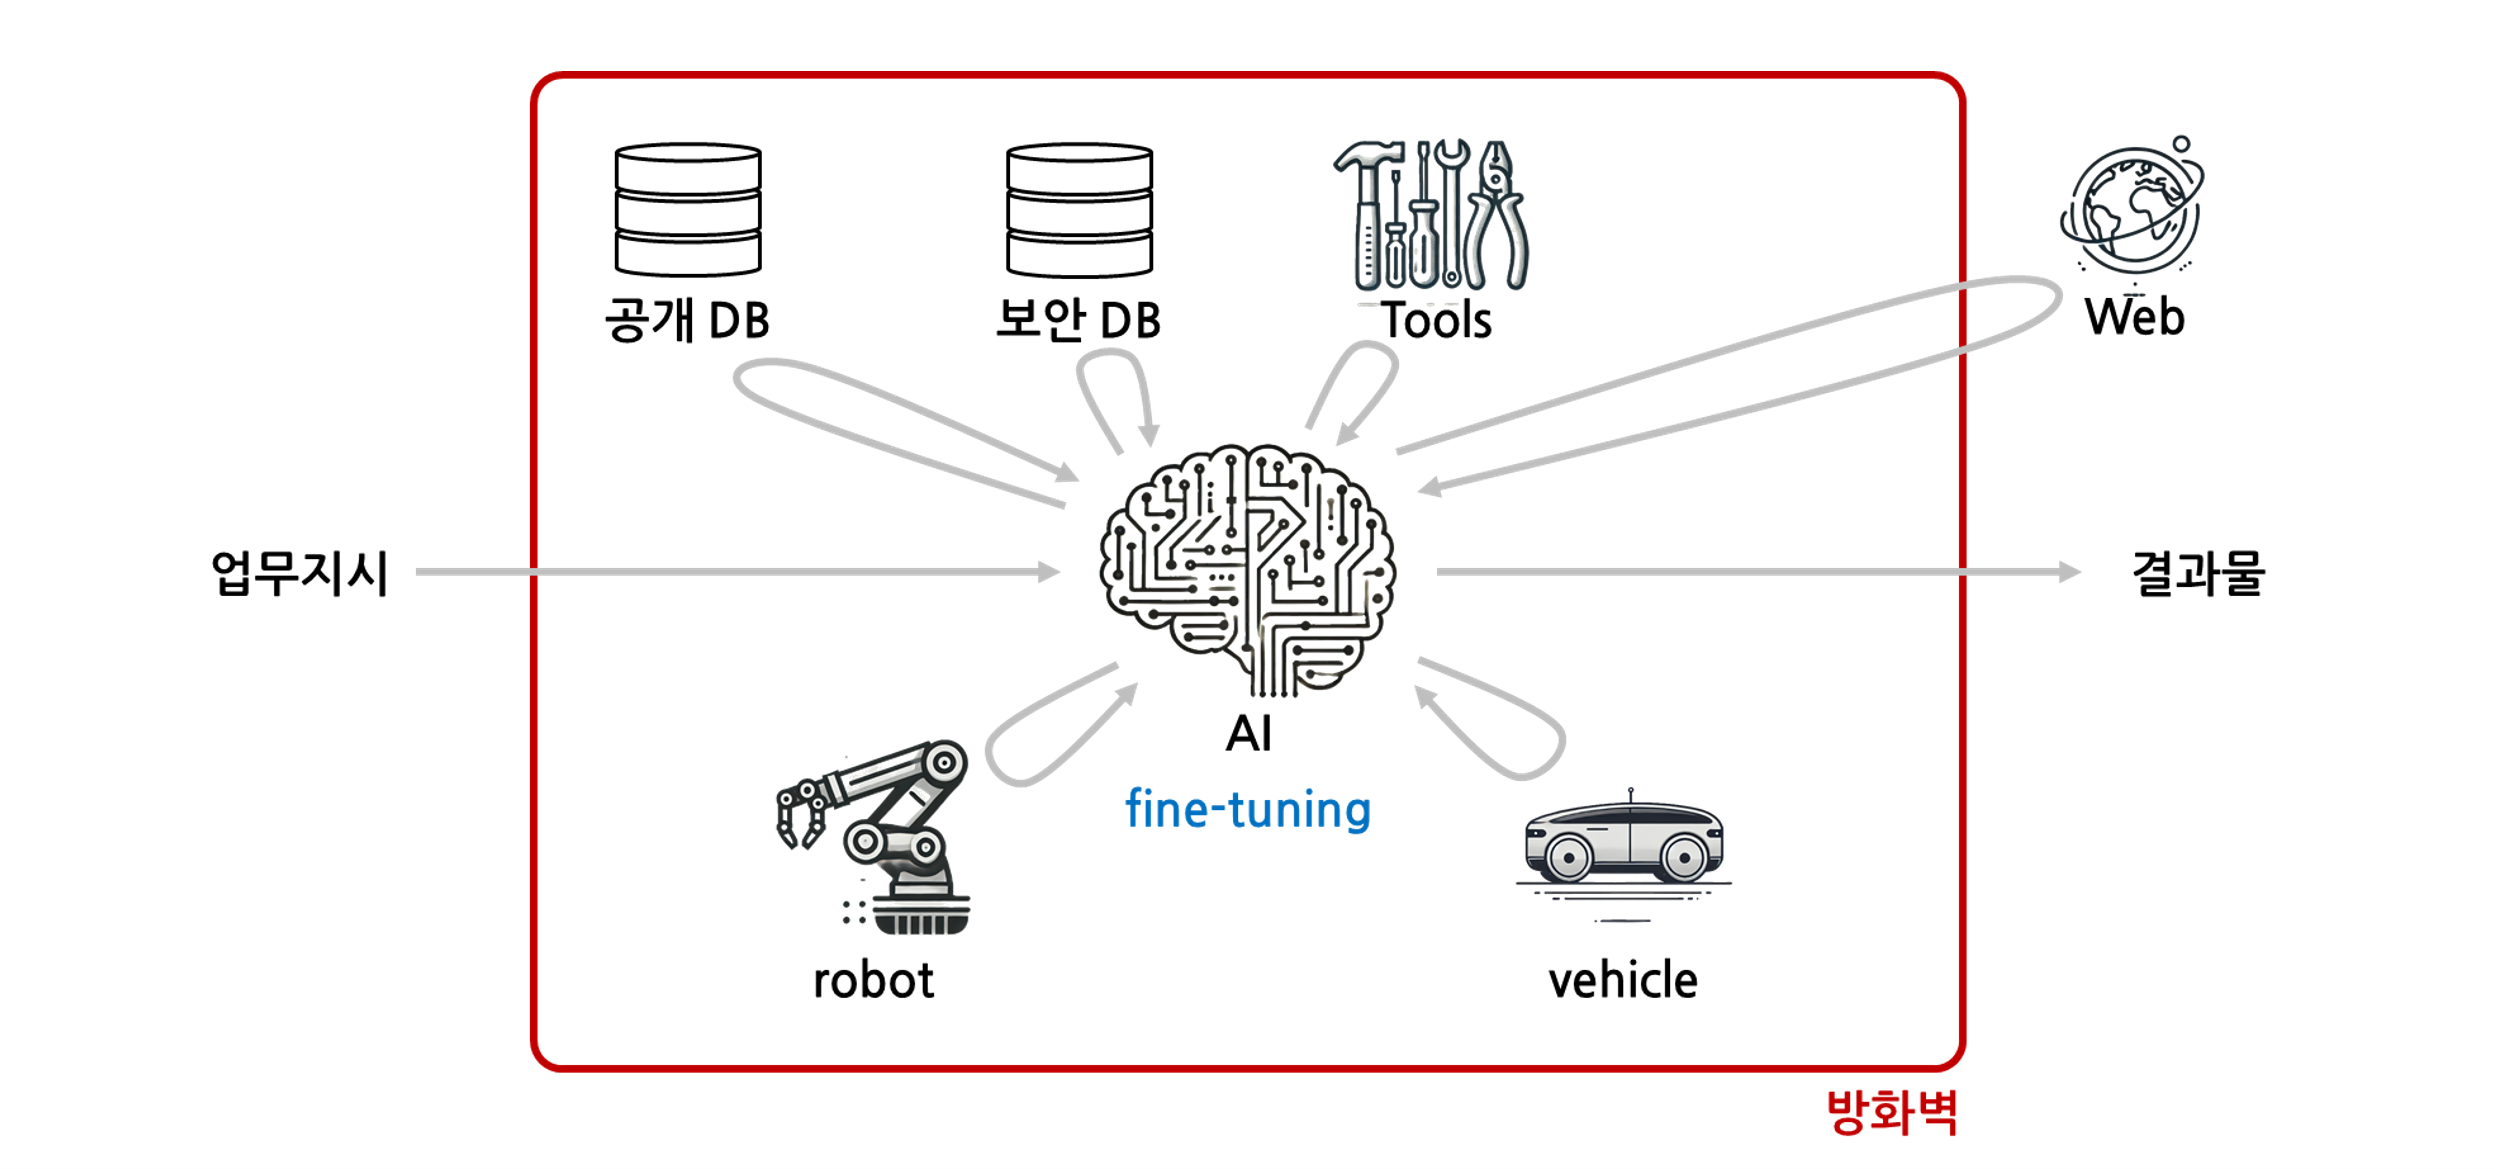 공개 DB
보안 DB
Tools
Web
업무지시
결과물
AI
fine-tuning
robot
vehicle
방화벽